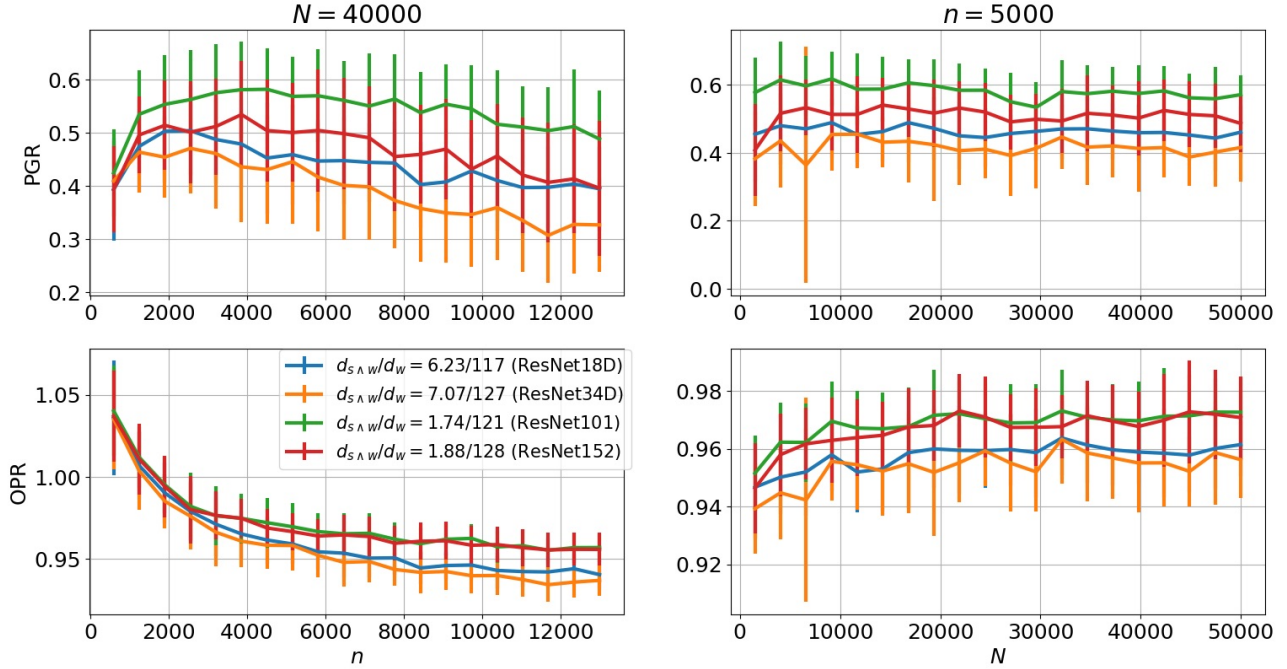 N = 40000
n = 5000
PGR
0.6
0.5
0.4
0.3
0.2
0 2000 4000 6000 8000 10000 12000
0.6
0.4
0.2
0.0
0 10000 20000 30000 40000 50000
OPR
1.05
1.00
0.95
d_{s∧w}/d_w = 6.23/117 (ResNet18D)
d_{s∧w}/d_w = 7.07/127 (ResNet34D)
d_{s∧w}/d_w = 1.74/121 (ResNet101)
d_{s∧w}/d_w = 1.88/128 (ResNet152)
0 2000 4000 6000 8000 10000 12000
n
0.98
0.96
0.94
0.92
0 10000 20000 30000 40000 50000
N